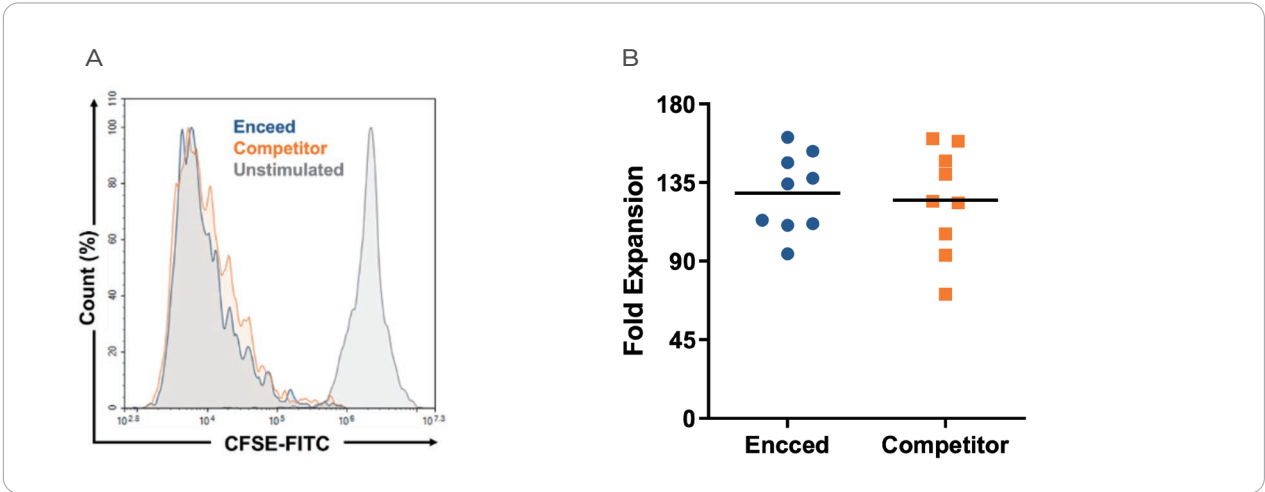 A
110
100
80
60
40
20
0
Count (%)
Enceed
Competitor
Unstimulated
10^2.8
10^4
10^5
10^6
10^7.3
CFSE-FITC
B
180
135
90
45
0
Fold Expansion
Encced
Competitor